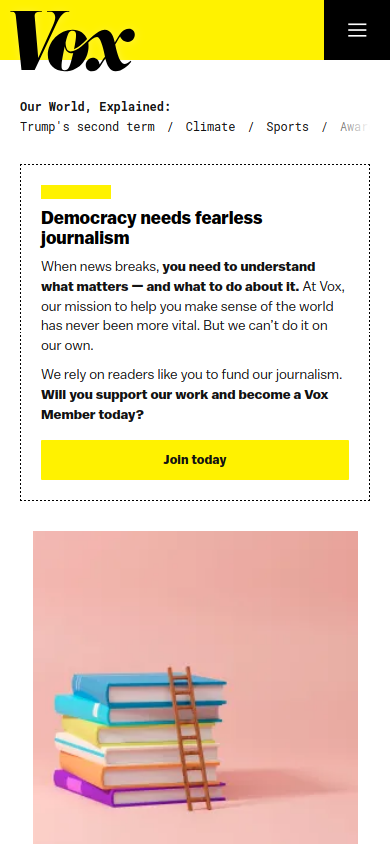 Vox
Our World, Explained:
Trump's second term / Climate / Sports / Awar
Democracy needs fearless
journalism
When news breaks, you need to understand
what matters — and what to do about it. At Vox,
our mission to help you make sense of the world
has never been more vital. But we can't do it on
our own.
We rely on readers like you to fund our journalism.
Will you support our work and become a Vox
Member today?
Join today